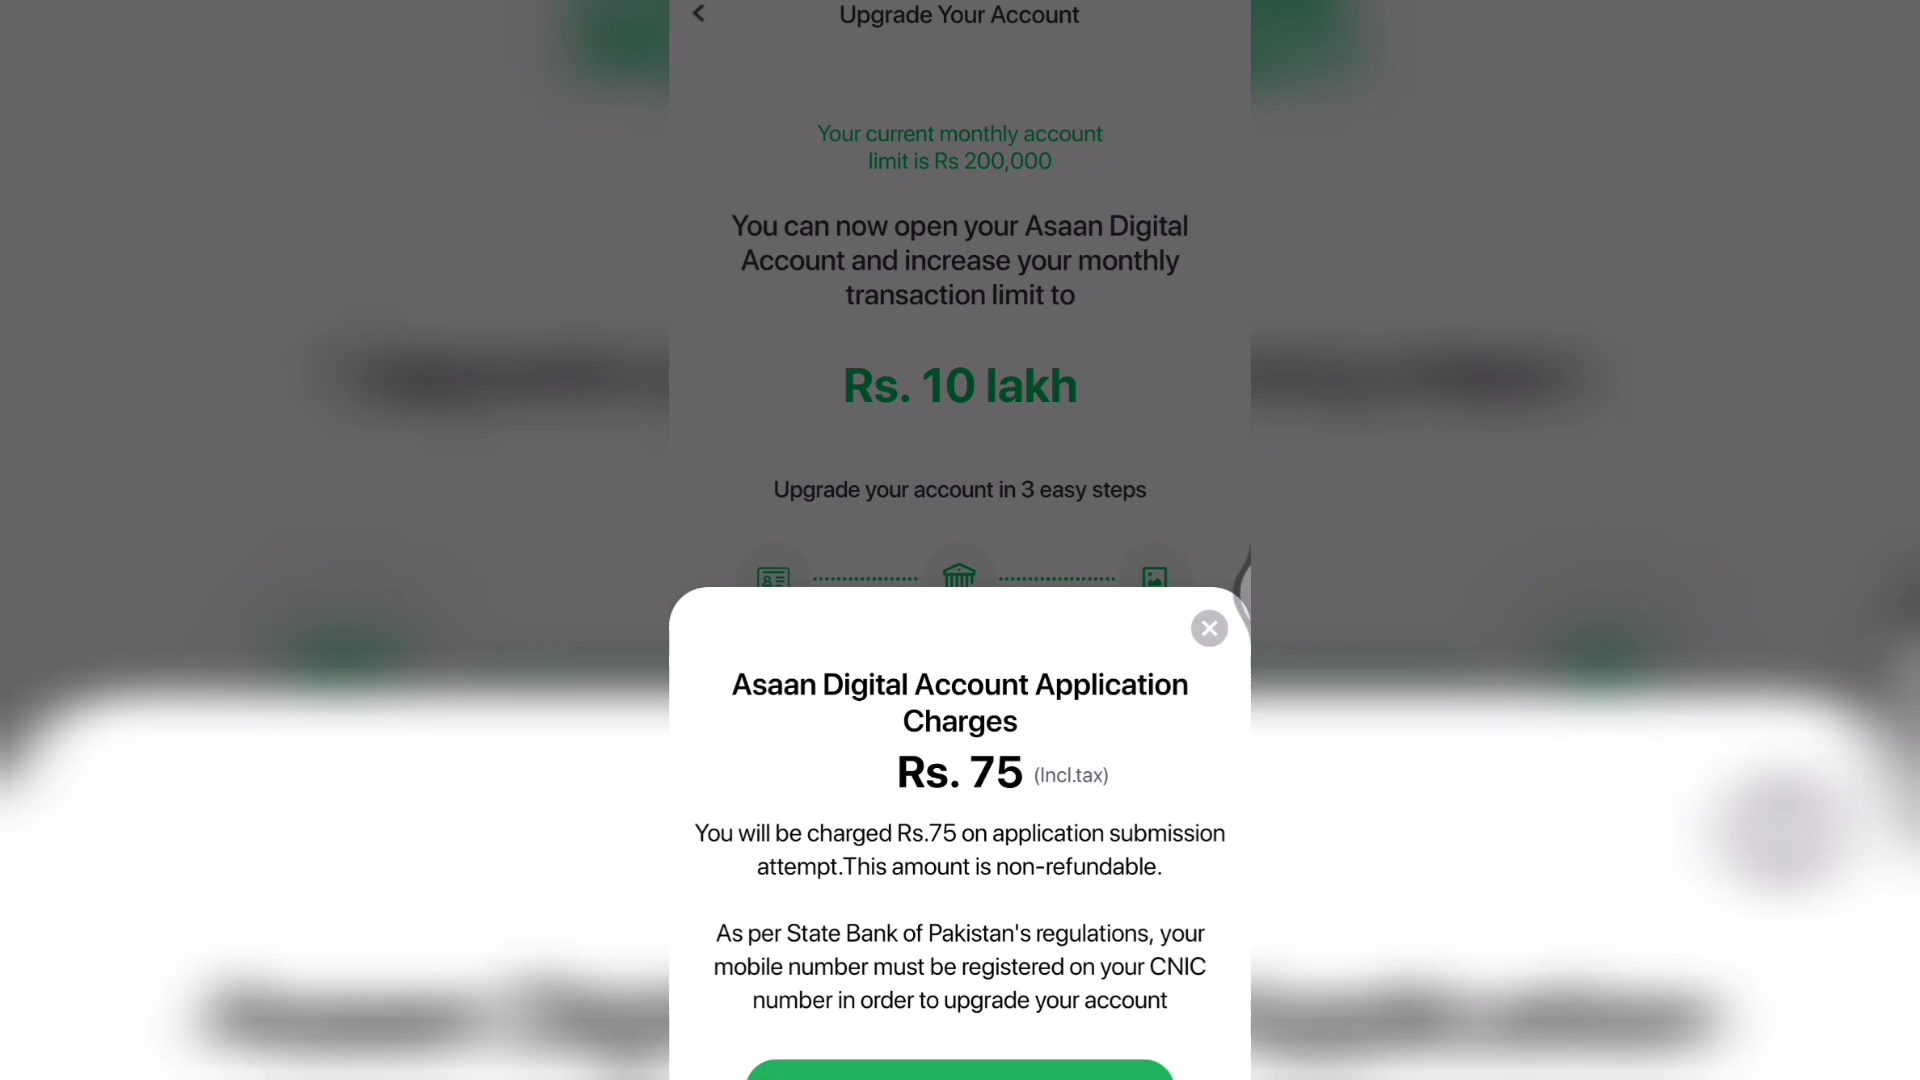 Upgrade Your Account
Your current monthly account
limit is Rs 200,000
You can now open your Asaan Digital
Account and increase your monthly
transaction limit to
Rs. 10 lakh
Upgrade your account in 3 easy steps
Asaan Digital Account Application
Charges
Rs. 75 (Incl.tax)
You will be charged Rs.75 on application submission
attempt.This amount is non-refundable.
As per State Bank of Pakistan's regulations, your
mobile number must be registered on your CNIC
number in order to upgrade your account